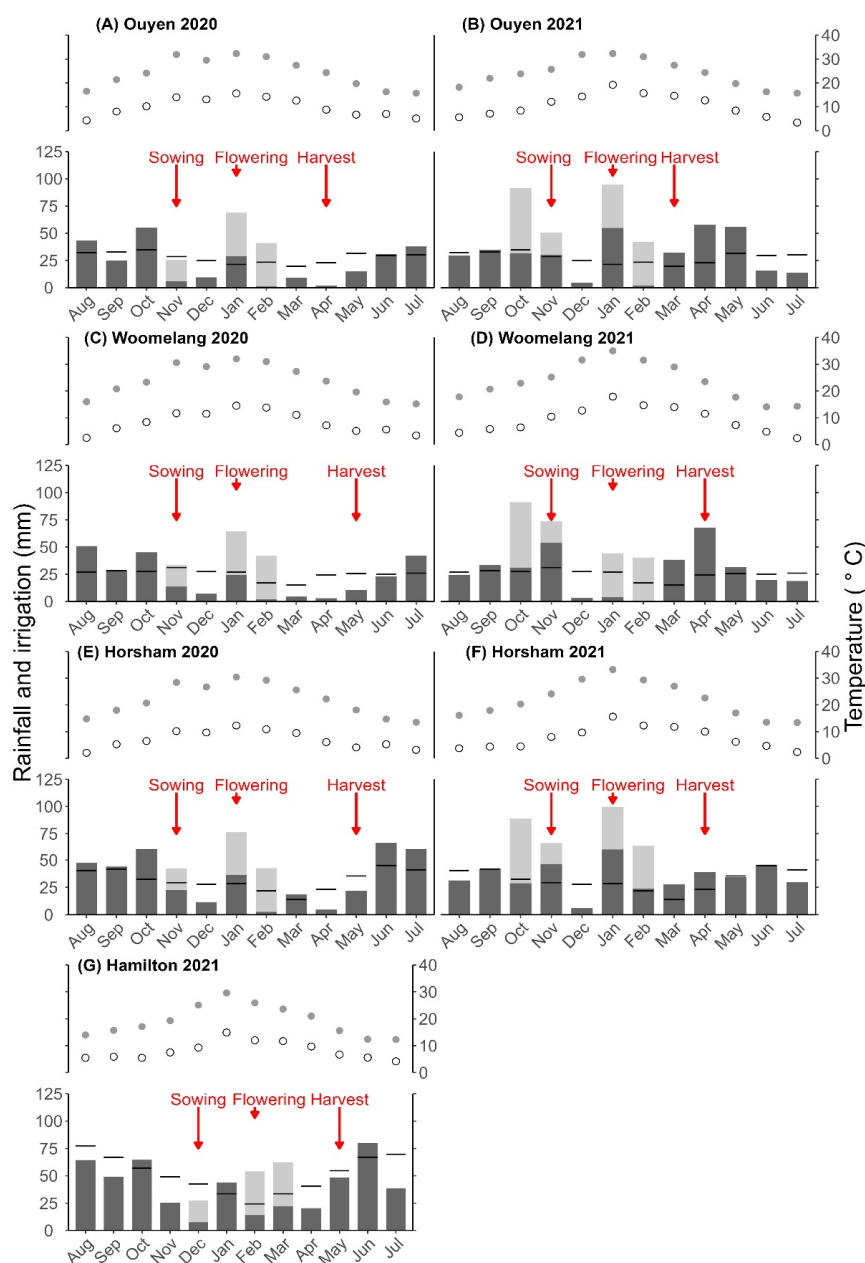 (A) Ouyen 2020
(B) Ouyen 2021
40
30
20
10
0
125
100
75
50
25
0
Sowing Flowering Harvest
Sowing Flowering Harvest
Aug Sep Oct Nov Dec Jan Feb Mar Apr May Jun Jul
Aug Sep Oct Nov Dec Jan Feb Mar Apr May Jun Jul
(C) Woomelang 2020
(D) Woomelang 2021
40
30
20
10
0
125
100
75
50
25
0
Sowing Flowering Harvest
Sowing Flowering Harvest
Aug Sep Oct Nov Dec Jan Feb Mar Apr May Jun Jul
Aug Sep Oct Nov Dec Jan Feb Mar Apr May Jun Jul
Rainfall and irrigation (mm)
Temperature ( ° C)
(E) Horsham 2020
(F) Horsham 2021
40
30
20
10
0
125
100
75
50
25
0
Sowing Flowering Harvest
Sowing Flowering Harvest
Aug Sep Oct Nov Dec Jan Feb Mar Apr May Jun Jul
Aug Sep Oct Nov Dec Jan Feb Mar Apr May Jun Jul
(G) Hamilton 2021
40
30
20
10
0
125
100
75
50
25
0
Sowing Flowering Harvest
Aug Sep Oct Nov Dec Jan Feb Mar Apr May Jun Jul